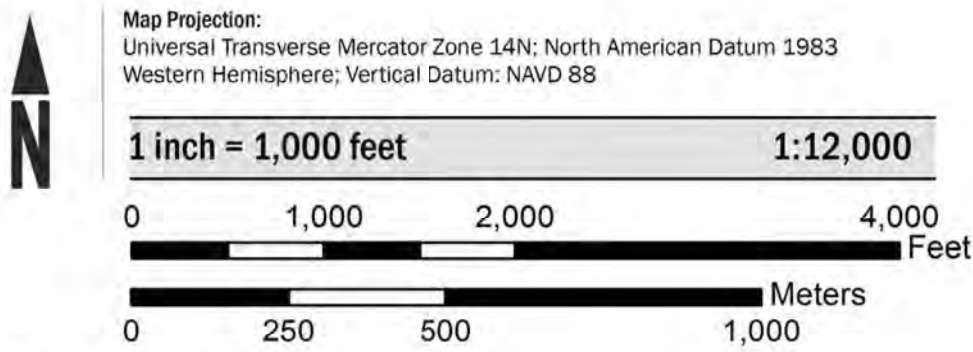 N
Map Projection:
Universal Transverse Mercator Zone 14N; North American Datum 1983
Western Hemisphere; Vertical Datum: NAVD 88
1 inch = 1,000 feet 1:12,000
0 1,000 2,000 4,000
Feet
Meters
0 250 500 1,000